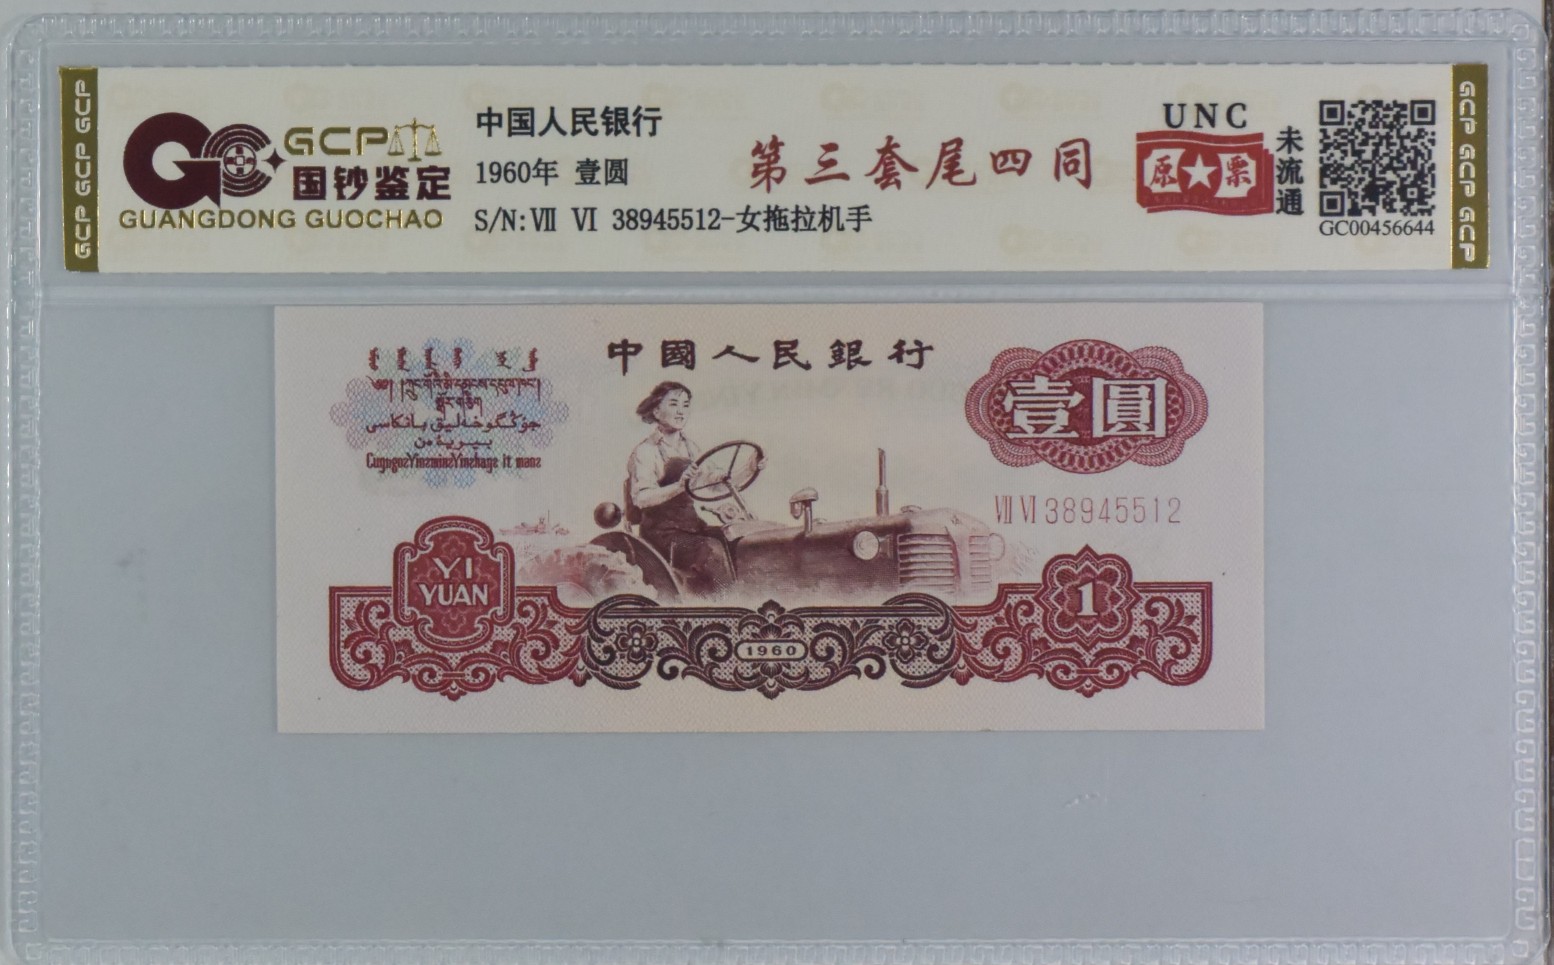 GCP GCP GCP
GCP
国钞鉴定
GUANGDONG GUOCHAO
中国人民银行
1960年 壹圆
S/N: Ⅶ Ⅵ 38945512-女拖拉机手
第三套尾四同
UNC
原★票
未流通
GC00456644
GCP GCP GCP
中國人民銀行
壹圓
Ⅶ Ⅵ 38945512
YI
YUAN
1960
1